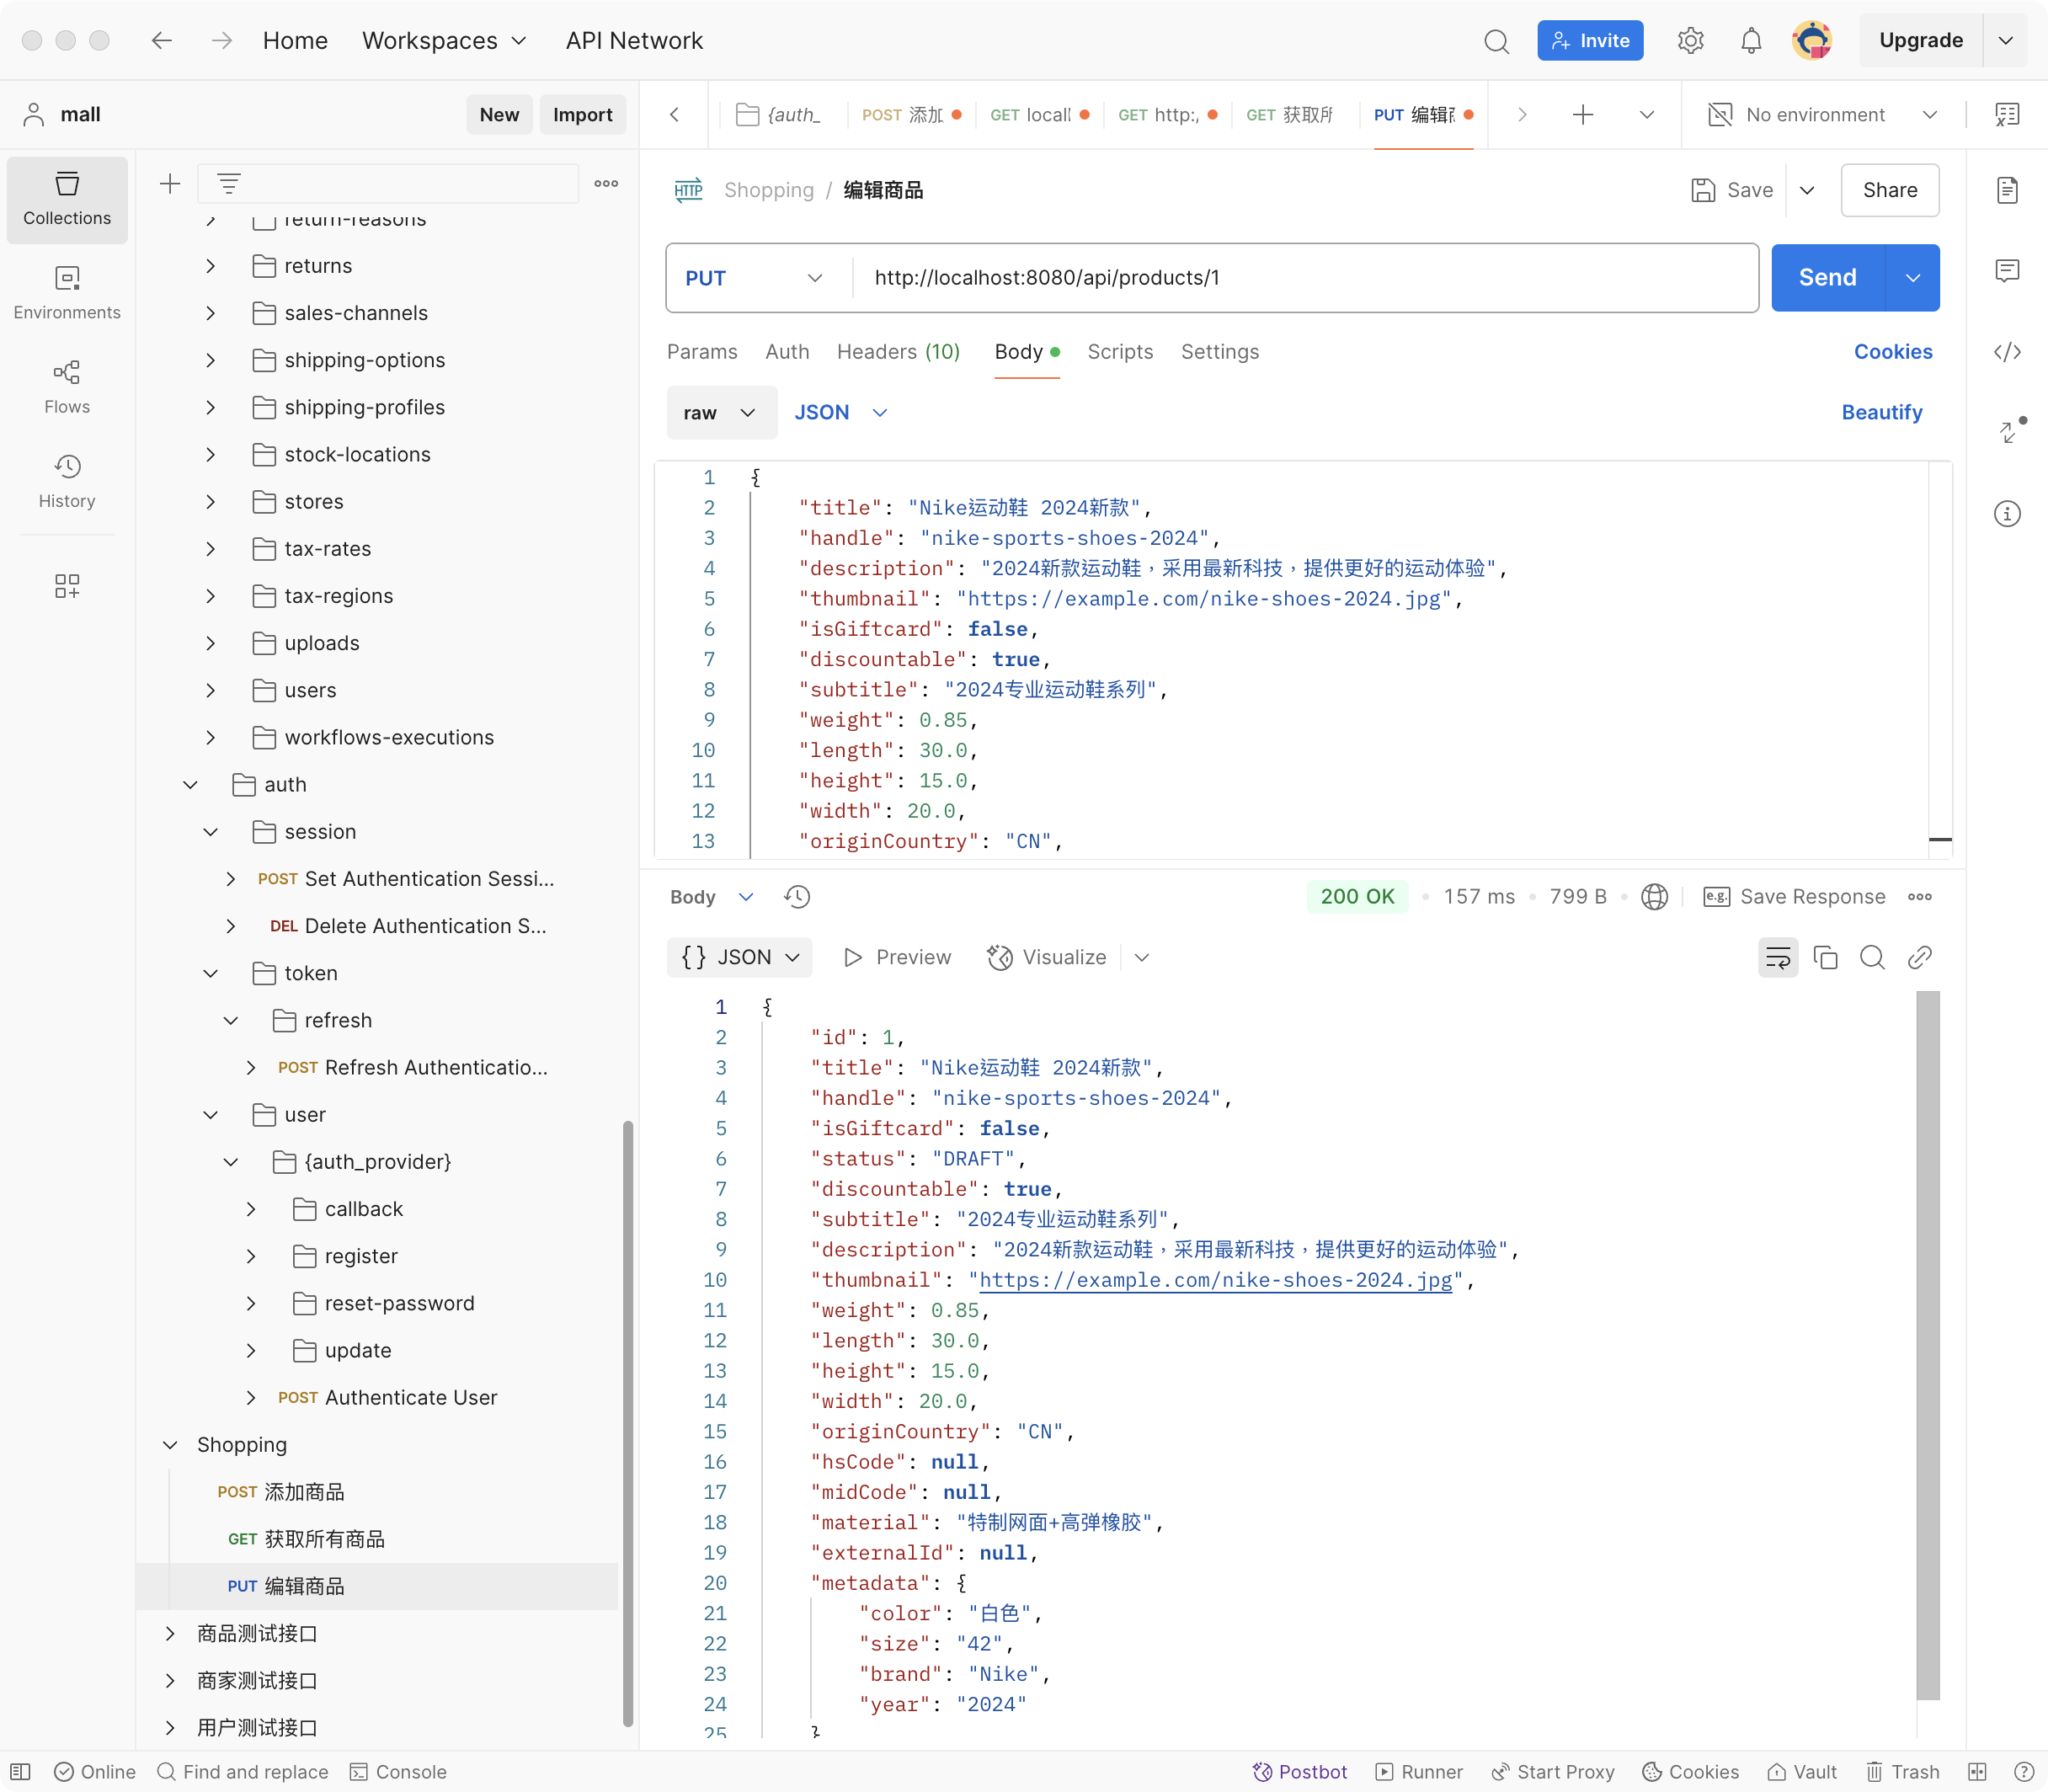 Home Workspaces API Network Invite Upgrade
mall New Import
{auth_ POST 添加 GET locall GET http:/ GET 获取所 PUT 编辑商 No environment
Collections
Environments
Flows
History
return-reasons
returns
sales-channels
shipping-options
shipping-profiles
stock-locations
stores
tax-rates
tax-regions
uploads
users
workflows-executions
auth
session
POST Set Authentication Sessi...
DEL Delete Authentication S...
token
refresh
POST Refresh Authenticatio...
user
{auth_provider}
callback
register
reset-password
update
POST Authenticate User
Shopping
POST 添加商品
GET 获取所有商品
PUT 编辑商品
商品测试接口
商家测试接口
用户测试接口
HTTP Shopping / 编辑商品 Save Share
PUT http://localhost:8080/api/products/1 Send
Params Auth Headers (10) Body Scripts Settings Cookies
raw JSON Beautify
1 {
2 "title": "Nike运动鞋 2024新款",
3 "handle": "nike-sports-shoes-2024",
4 "description": "2024新款运动鞋，采用最新科技，提供更好的运动体验",
5 "thumbnail": "https://example.com/nike-shoes-2024.jpg",
6 "isGiftcard": false,
7 "discountable": true,
8 "subtitle": "2024专业运动鞋系列",
9 "weight": 0.85,
10 "length": 30.0,
11 "height": 15.0,
12 "width": 20.0,
13 "originCountry": "CN",
Body 200 OK • 157 ms • 799 B • e.g. Save Response
{} JSON Preview Visualize
1 {
2 "id": 1,
3 "title": "Nike运动鞋 2024新款",
4 "handle": "nike-sports-shoes-2024",
5 "isGiftcard": false,
6 "status": "DRAFT",
7 "discountable": true,
8 "subtitle": "2024专业运动鞋系列",
9 "description": "2024新款运动鞋，采用最新科技，提供更好的运动体验",
10 "thumbnail": "https://example.com/nike-shoes-2024.jpg",
11 "weight": 0.85,
12 "length": 30.0,
13 "height": 15.0,
14 "width": 20.0,
15 "originCountry": "CN",
16 "hsCode": null,
17 "midCode": null,
18 "material": "特制网面+高弹橡胶",
19 "externalId": null,
20 "metadata": {
21 "color": "白色",
22 "size": "42",
23 "brand": "Nike",
24 "year": "2024"
25 }
Online Find and replace Console Postbot Runner Start Proxy Cookies Vault Trash